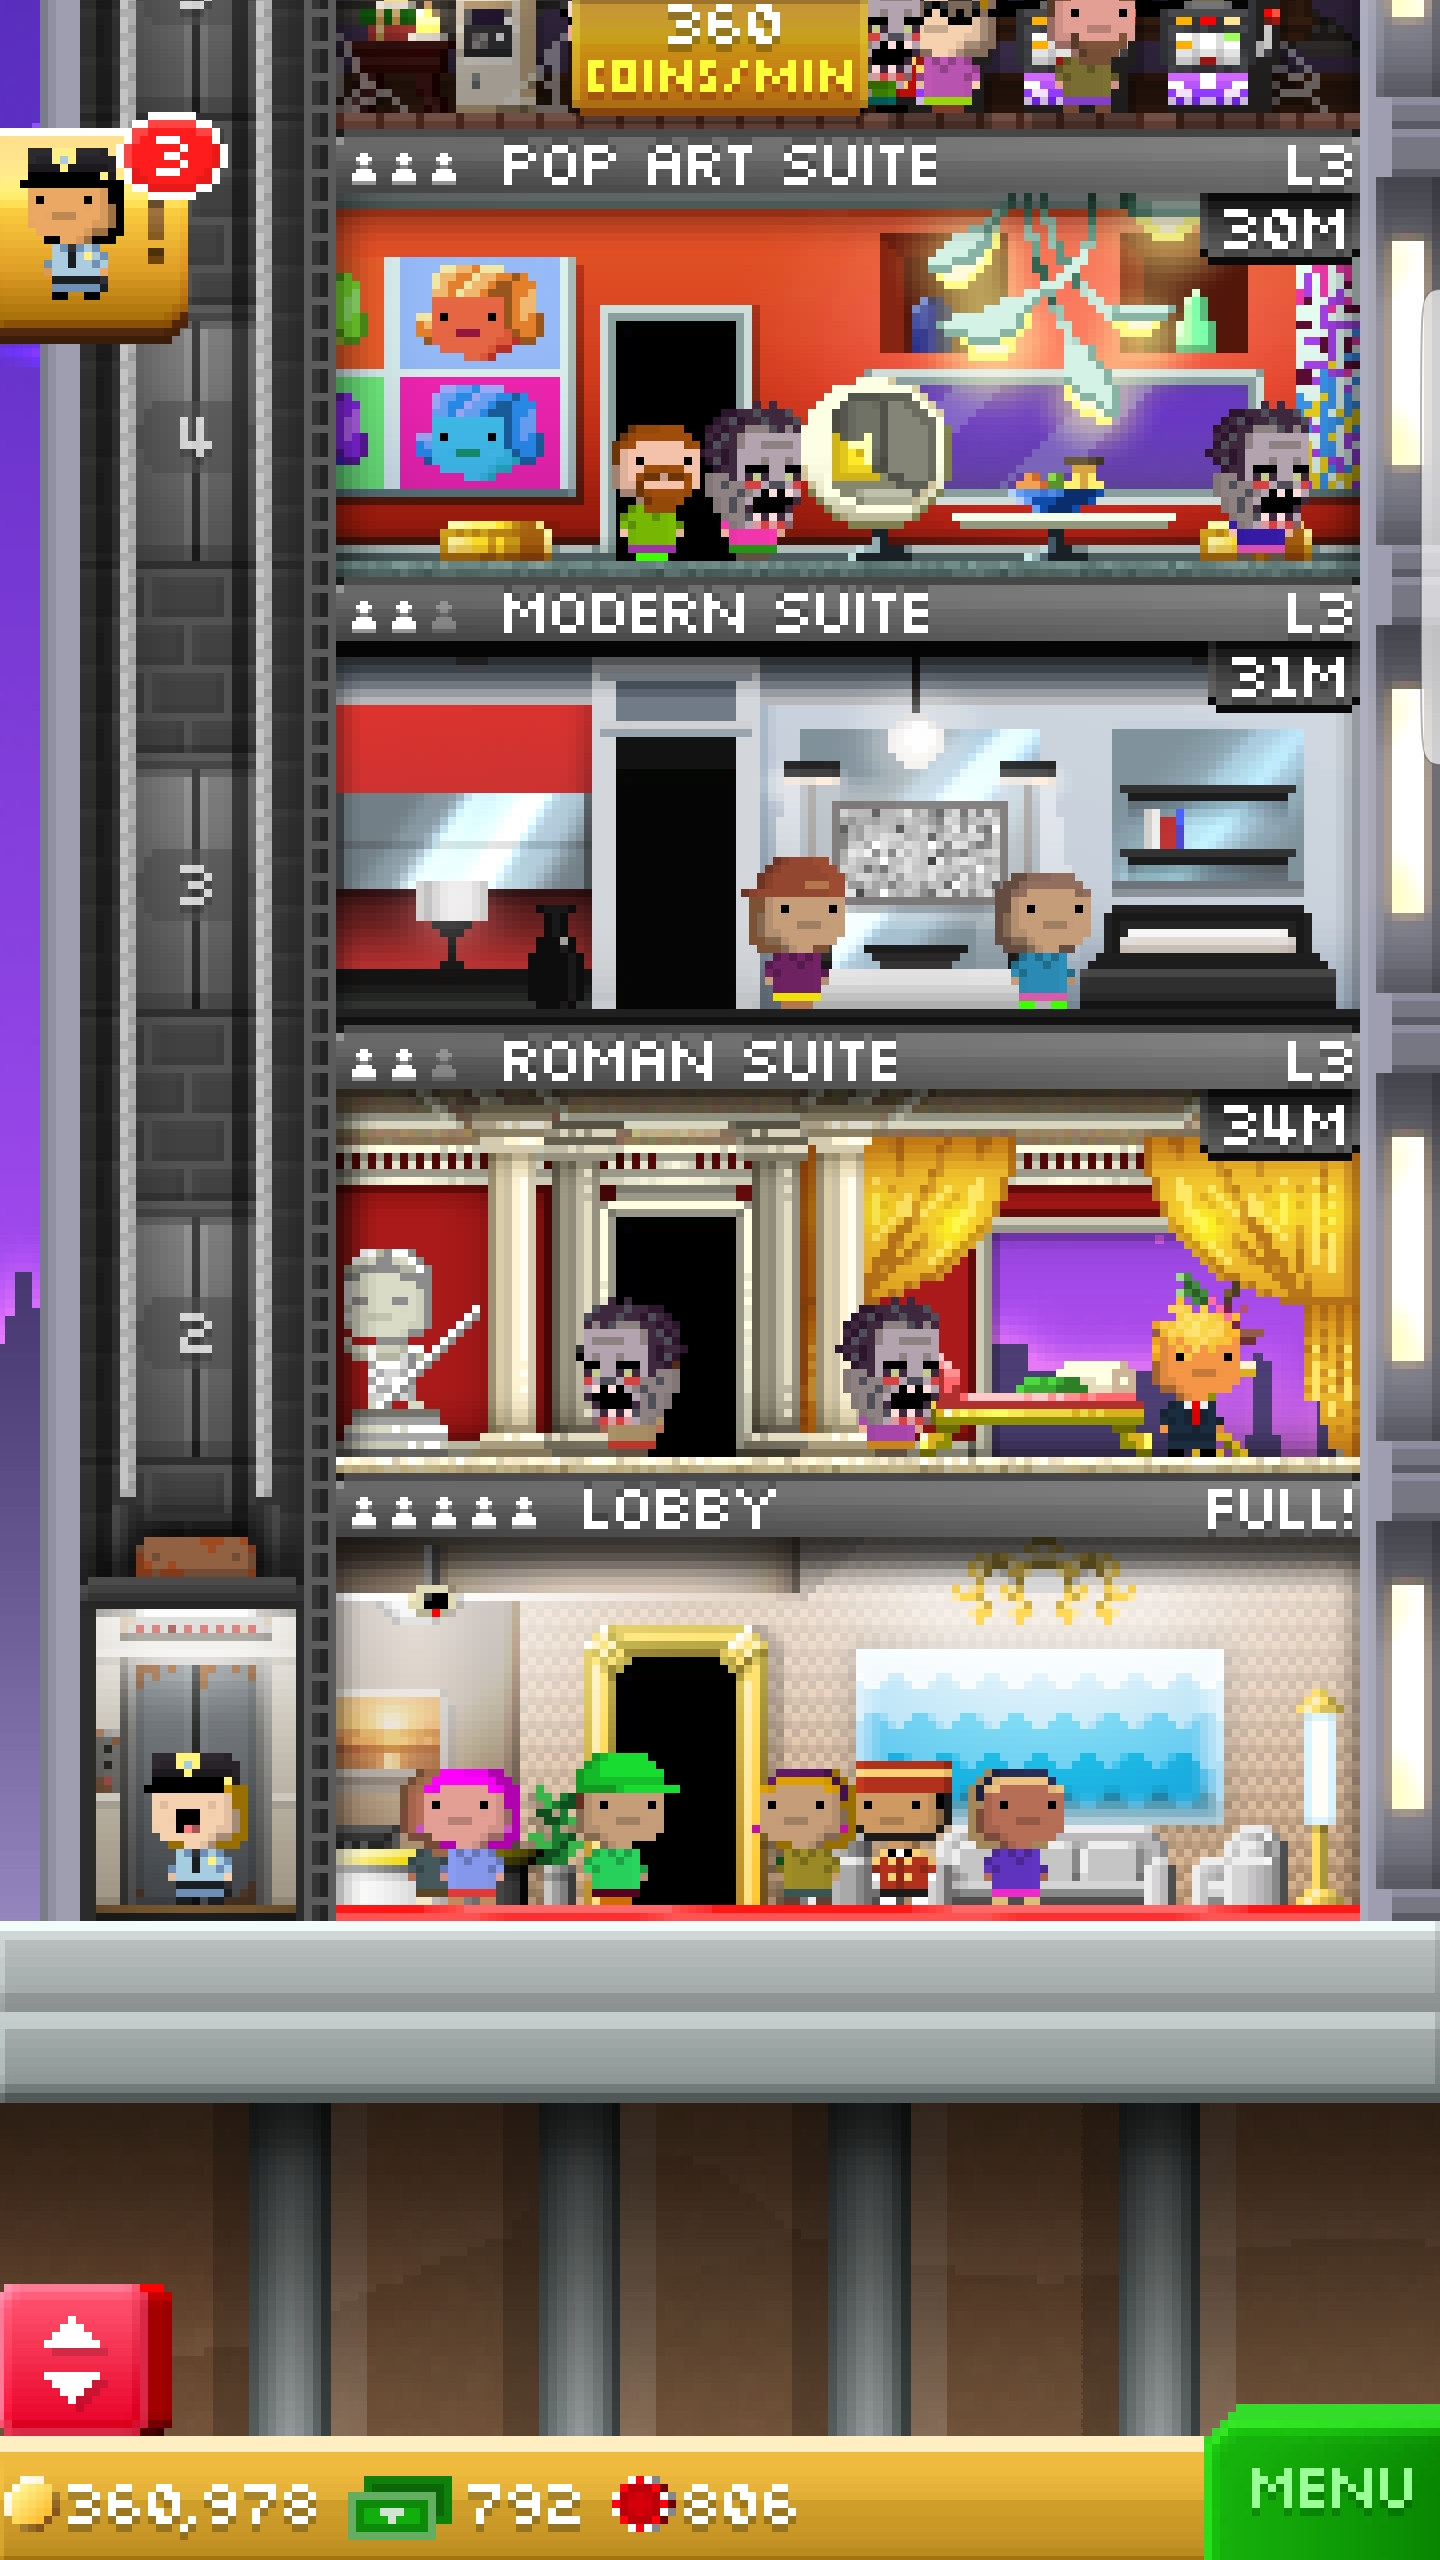 360
COINS/MIN
3
!
POP ART SUITE L3
30M
4
MODERN SUITE L3
31M
3
ROMAN SUITE L3
34M
2
LOBBY FULL!
360,978 792 806
MENU